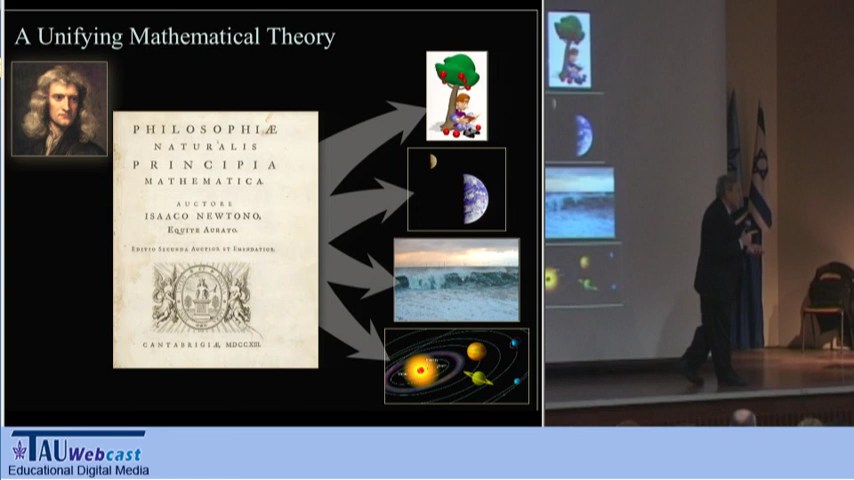 A Unifying Mathematical Theory
PHILOSOPHIÆ
NATURALIS
PRINCIPIA
MATHEMATICA.
AUCTORE
ISAACO NEWTONO,
EQUITE AURATO.
EDITIO SECUNDA AUCTIOR ET EMENDATIOR.
CANTABRIGIÆ, MDCCXIII.
TAU Webcast
Educational Digital Media